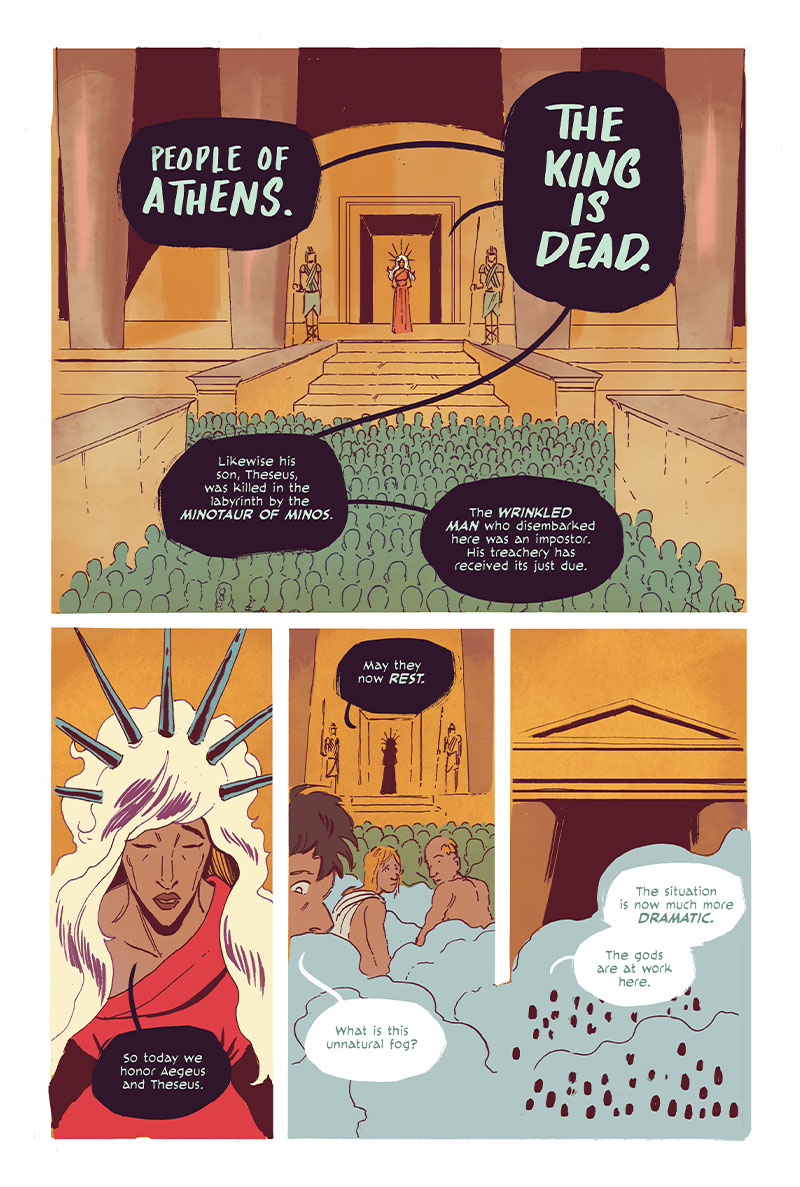 PEOPLE OF
ATHENS.
THE
KING
IS
DEAD.
Likewise his
son, Theseus,
was killed in the
labyrinth by the
MINOTAUR OF MINOS.
The WRINKLED
MAN who disembarked
here was an impostor.
His treachery has
received its just due.
So today we
honor Aegeus
and Theseus.
May they
now REST.
What is this
unnatural fog?
The situation
is now much more
DRAMATIC.
The gods
are at work
here.